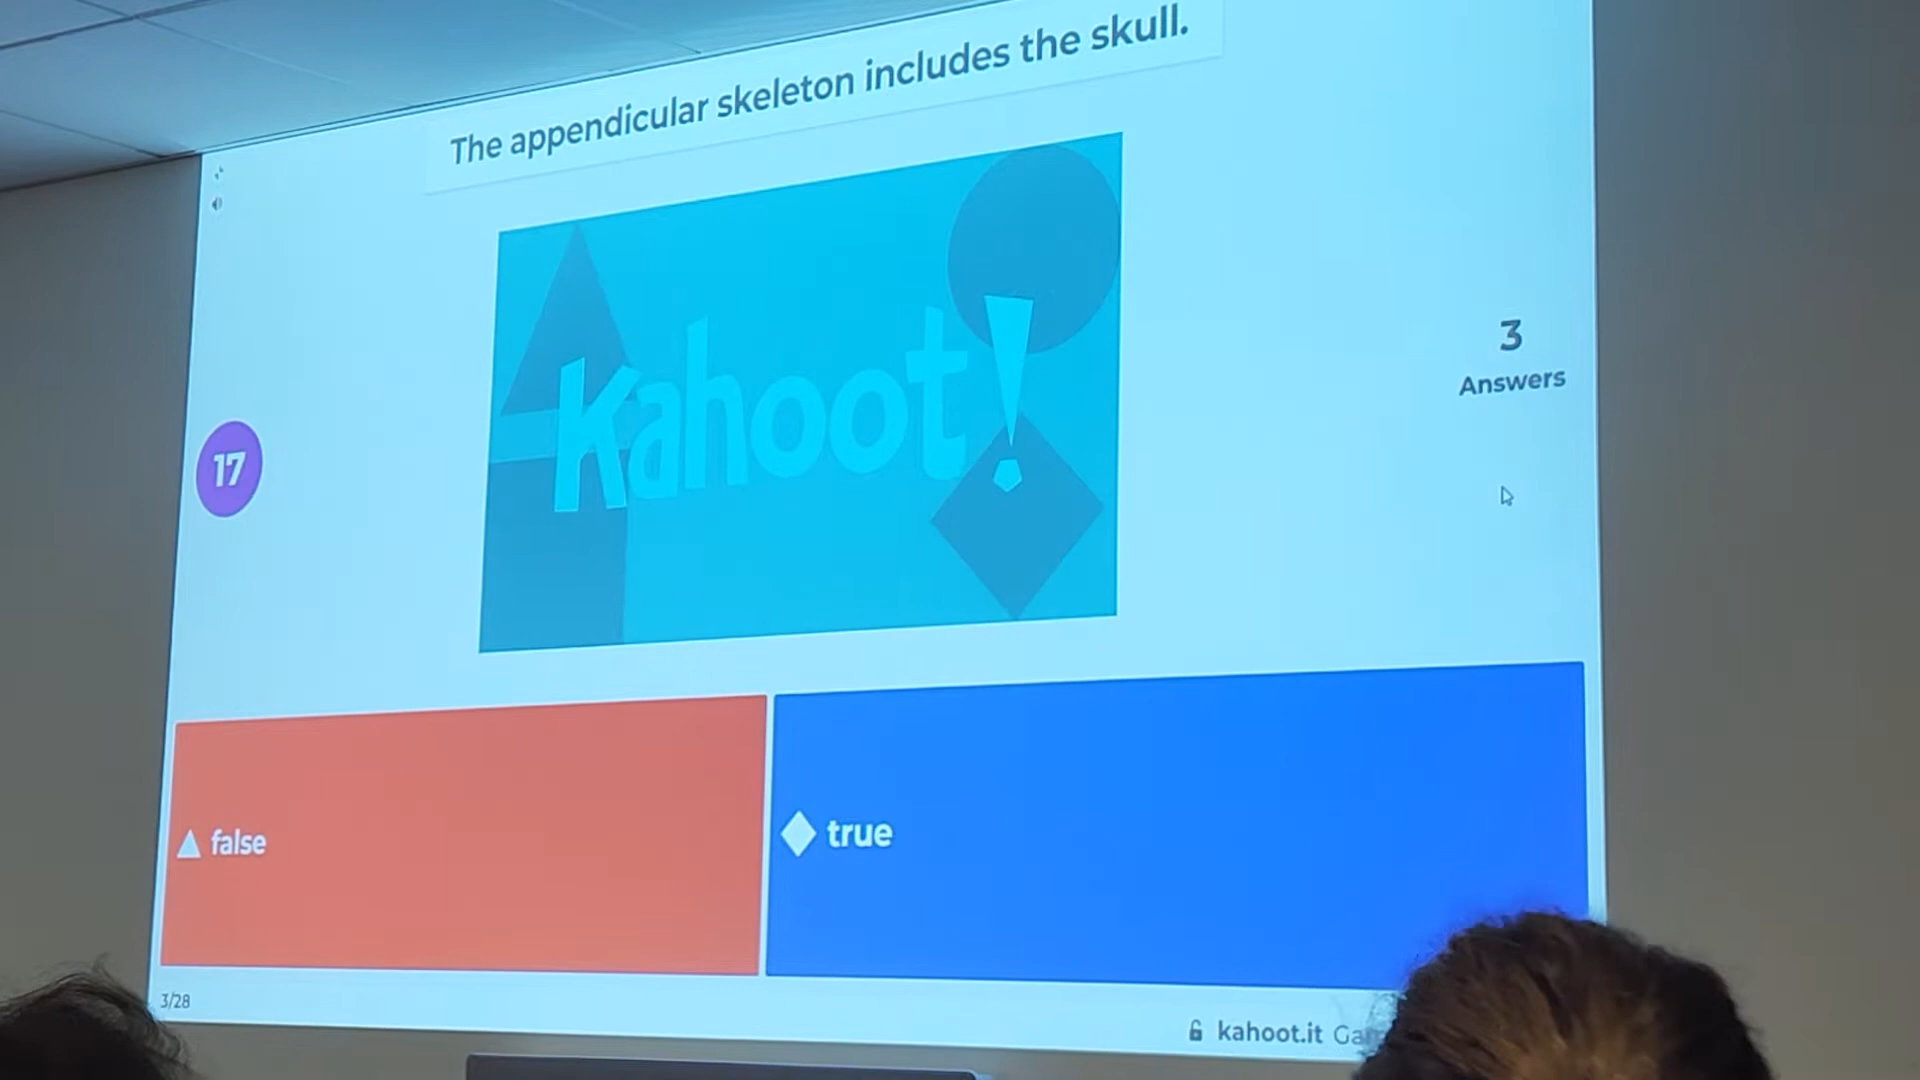 The appendicular skeleton includes the skull.
Kahoot!
17
3
Answers
false
true
3/28
kahoot.it